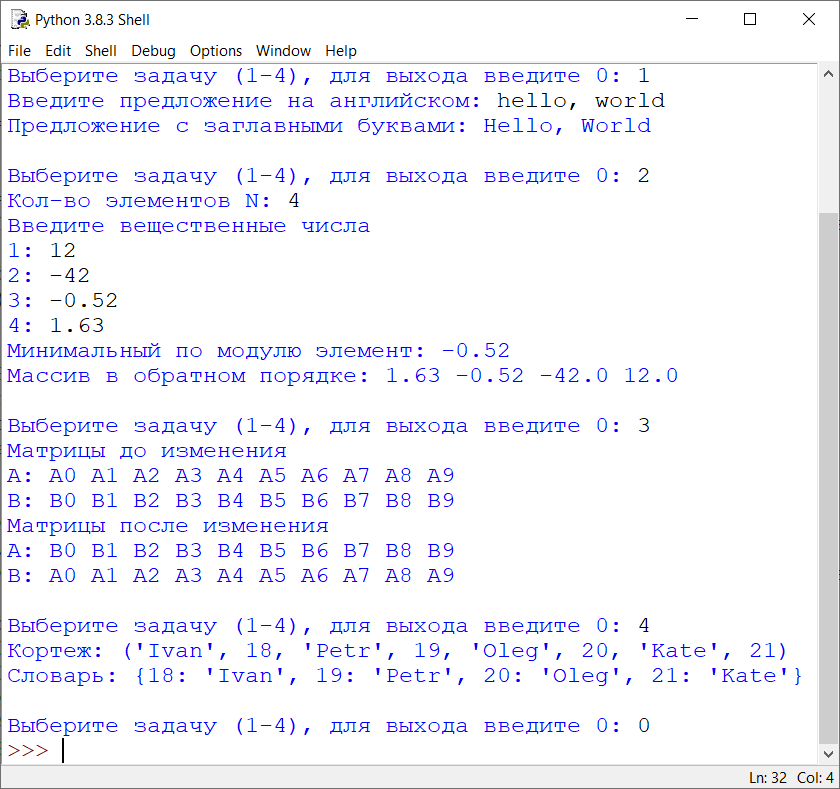 Python 3.8.3 Shell
File Edit Shell Debug Options Window Help
Выберите задачу (1-4), для выхода введите 0: 1
Введите предложение на английском: hello, world
Предложение с заглавными буквами: Hello, World
Выберите задачу (1-4), для выхода введите 0: 2
Кол-во элементов N: 4
Введите вещественные числа
1: 12
2: -42
3: -0.52
4: 1.63
Минимальный по модулю элемент: -0.52
Массив в обратном порядке: 1.63 -0.52 -42.0 12.0
Выберите задачу (1-4), для выхода введите 0: 3
Матрицы до изменения
A: A0 A1 A2 A3 A4 A5 A6 A7 A8 A9
B: B0 B1 B2 B3 B4 B5 B6 B7 B8 B9
Матрицы после изменения
A: B0 B1 B2 B3 B4 B5 B6 B7 B8 B9
B: A0 A1 A2 A3 A4 A5 A6 A7 A8 A9
Выберите задачу (1-4), для выхода введите 0: 4
Кортеж: ('Ivan', 18, 'Petr', 19, 'Oleg', 20, 'Kate', 21)
Словарь: {18: 'Ivan', 19: 'Petr', 20: 'Oleg', 21: 'Kate'}
Выберите задачу (1-4), для выхода введите 0: 0
>>>
Ln: 32 Col: 4